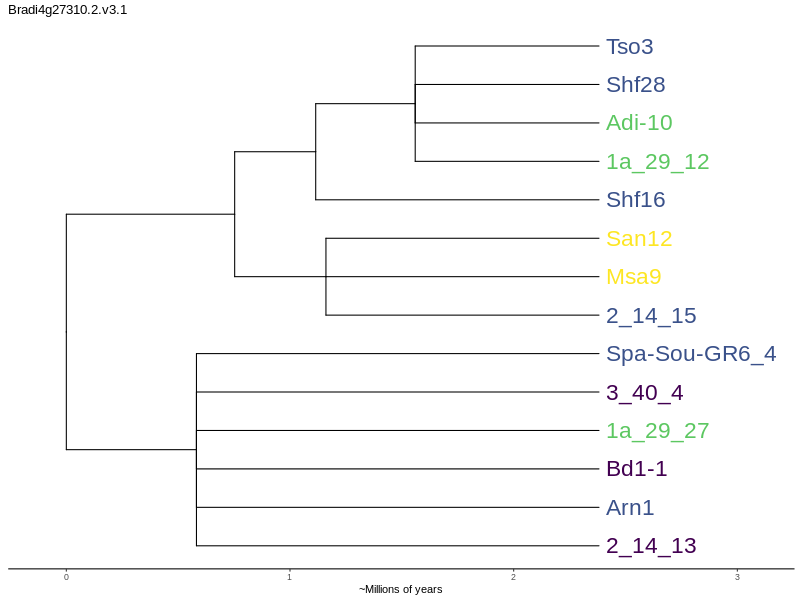 Bradi4g27310.2.v3.1
Tso3
Shf28
Adi-10
1a_29_12
Shf16
San12
Msa9
2_14_15
Spa-Sou-GR6_4
3_40_4
1a_29_27
Bd1-1
Arn1
2_14_13
0 1 2 3
~Millions of years